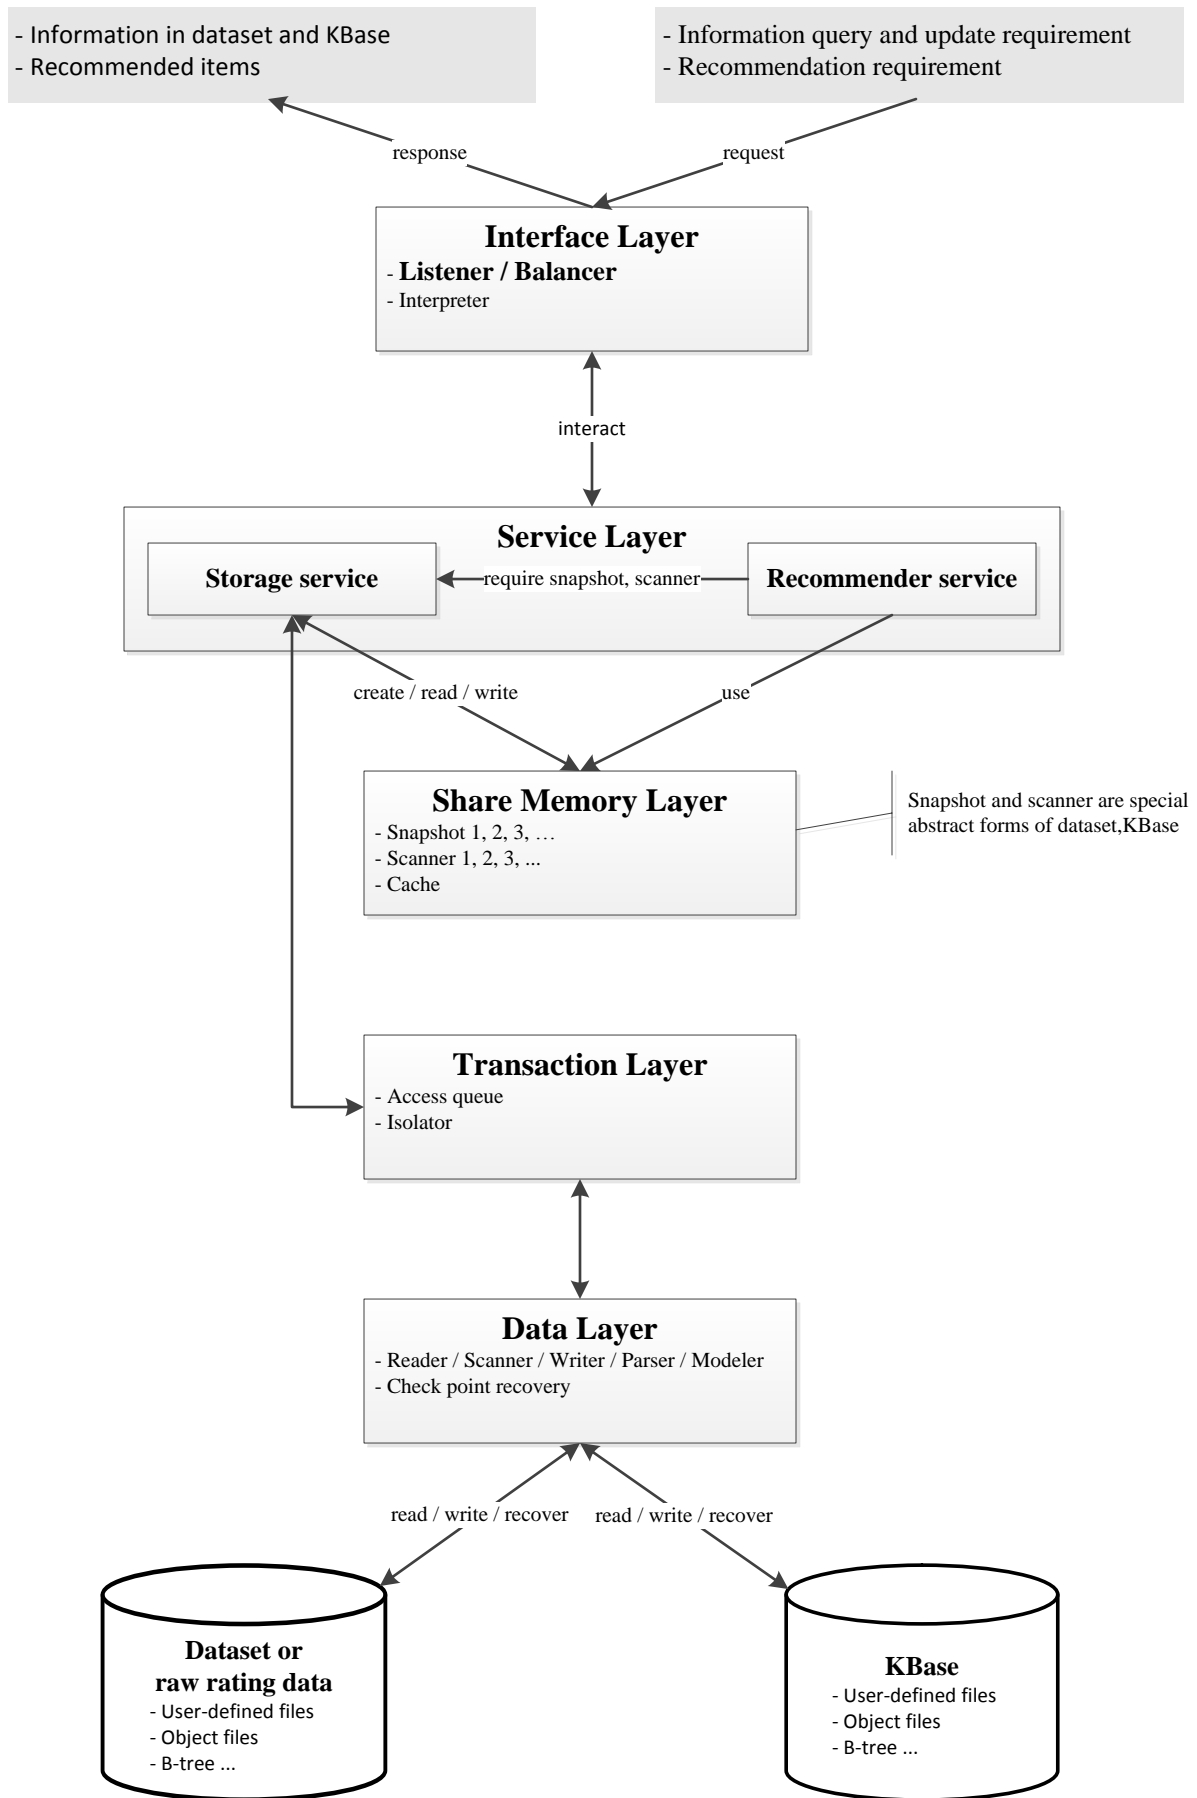 - Information in dataset and KBase
- Recommended items
- Information query and update requirement
- Recommendation requirement
response
request
Interface Layer
- Listener / Balancer
- Interpreter
interact
Service Layer
Storage service
require snapshot, scanner
Recommender service
create / read / write
use
Share Memory Layer
- Snapshot 1, 2, 3, …
- Scanner 1, 2, 3, ...
- Cache
Snapshot and scanner are special
abstract forms of dataset,KBase
Transaction Layer
- Access queue
- Isolator
Data Layer
- Reader / Scanner / Writer / Parser / Modeler
- Check point recovery
read / write / recover
read / write / recover
Dataset or
raw rating data
- User-defined files
- Object files
- B-tree ...
KBase
- User-defined files
- Object files
- B-tree ...